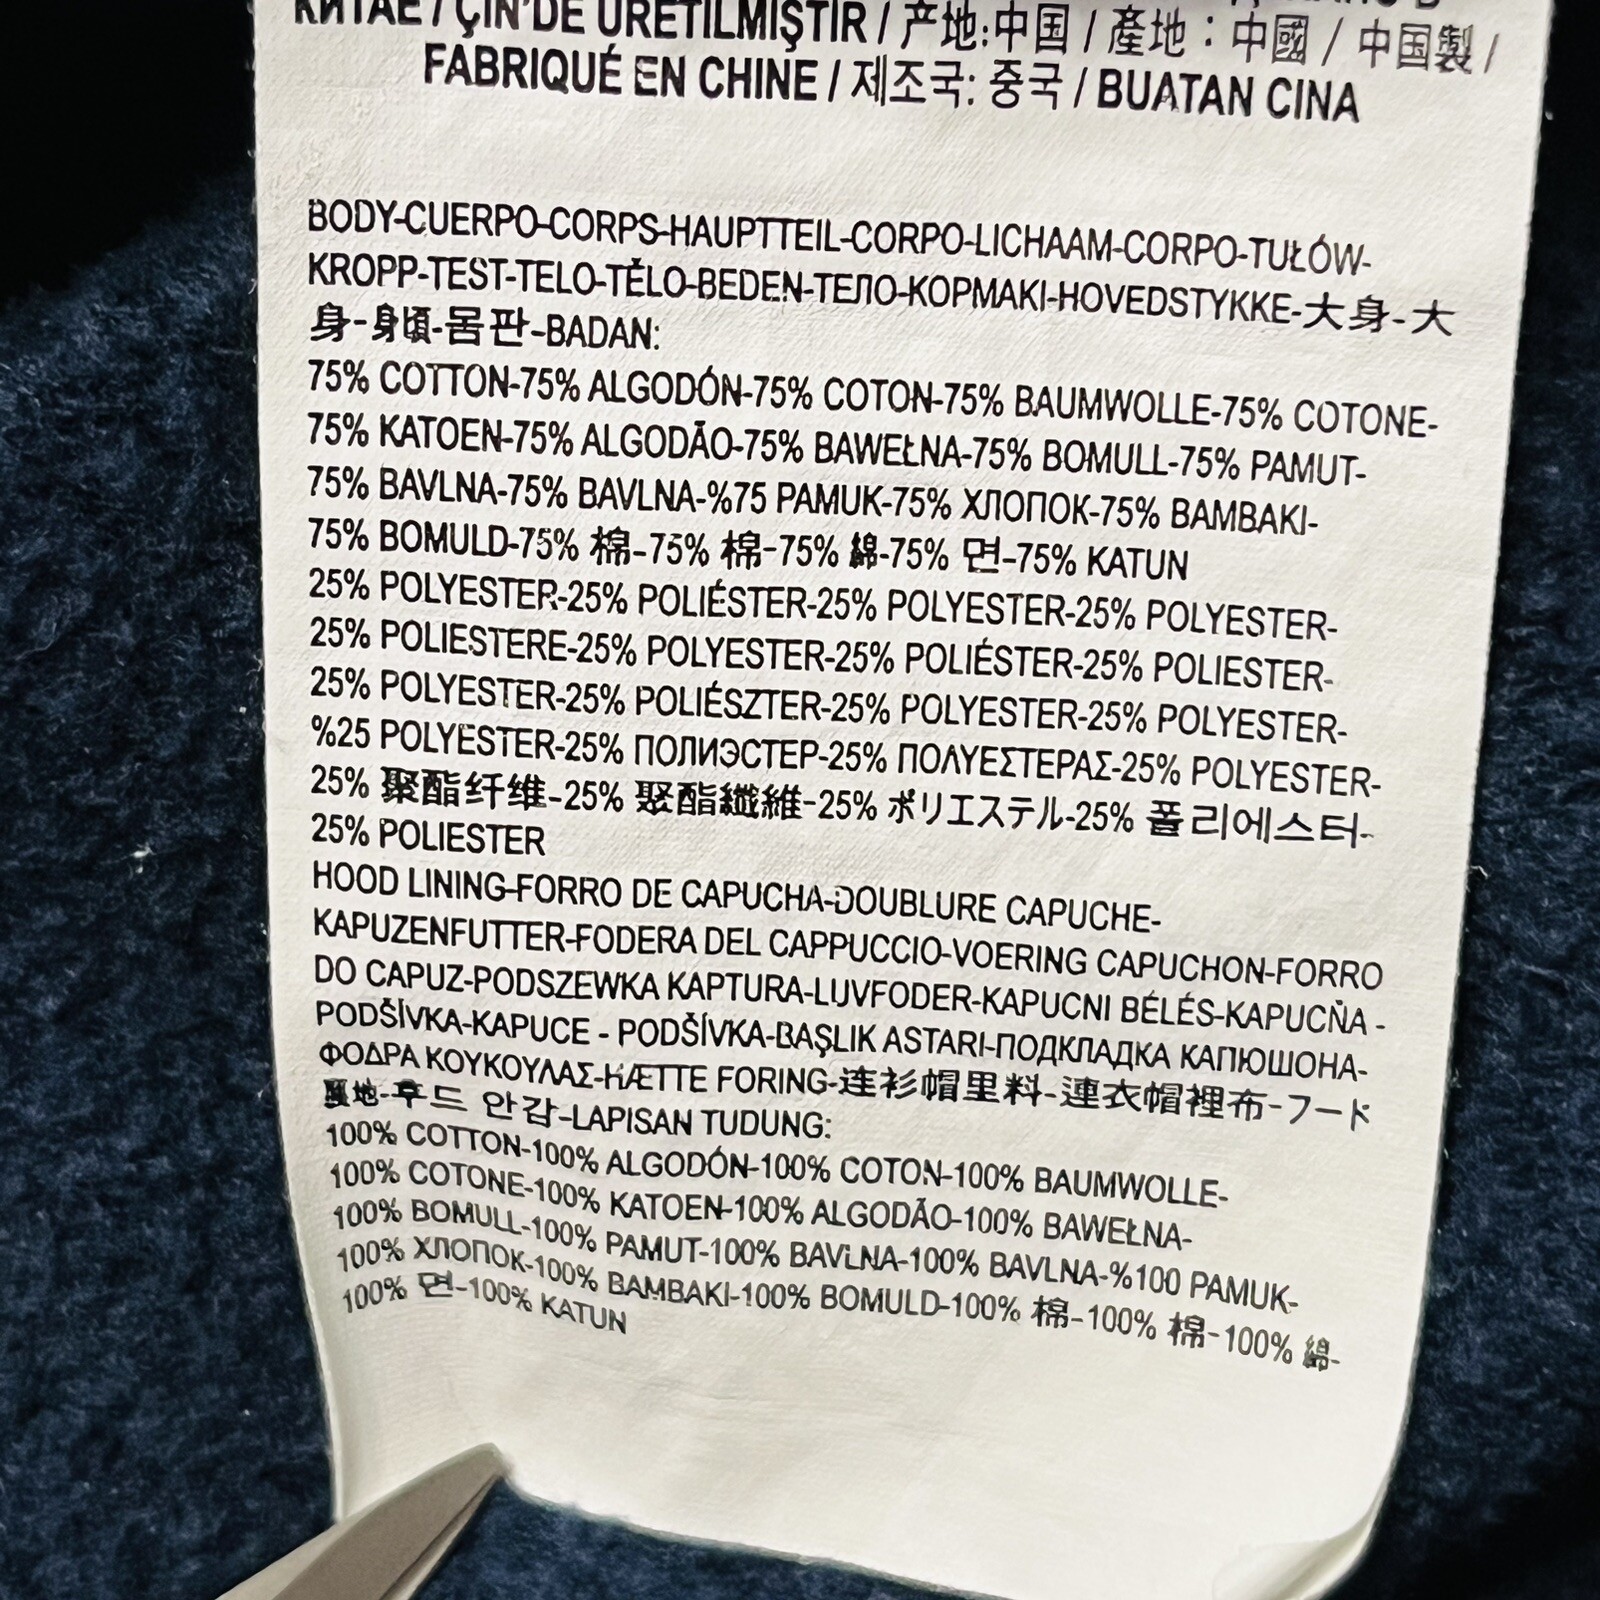 КИТАЕ / ÇİN'DE ÜRETİLMİŞTİR / 产地:中国 / 產地：中國 / 中国製 /
FABRIQUÉ EN CHINE / 제조국: 중국 / BUATAN CINA
BODY-CUERPO-CORPS-HAUPTTEIL-CORPO-LICHAAM-CORPO-TUŁÓW-
KROPP-TEST-TELO-TĚLO-BEDEN-ТЕЛО-ΚΟΡΜΑΚΙ-HOVEDSTYKKE-大身-大
身-身頃-몸판-BADAN:
75% COTTON-75% ALGODÓN-75% COTON-75% BAUMWOLLE-75% COTONE-
75% KATOEN-75% ALGODÃO-75% BAWEŁNA-75% BOMULL-75% PAMUT-
75% BAVLNA-75% BAVLNA-%75 PAMUK-75% ХЛОПОК-75% ΒΑΜΒΑΚΙ-
75% BOMULD-75% 棉-75% 棉-75% 綿-75% 면-75% KATUN
25% POLYESTER-25% POLIÉSTER-25% POLYESTER-25% POLYESTER-
25% POLIESTERE-25% POLYESTER-25% POLIÉSTER-25% POLIESTER-
25% POLYESTER-25% POLIÉSZTER-25% POLYESTER-25% POLYESTER-
%25 POLYESTER-25% ПОЛИЭСТЕР-25% ΠΟΛΥΕΣΤΕΡΑΣ-25% POLYESTER-
25% 聚酯纤维-25% 聚酯纖維-25% ポリエステル-25% 폴리에스터-
25% POLIESTER
HOOD LINING-FORRO DE CAPUCHA-DOUBLURE CAPUCHE-
KAPUZENFUTTER-FODERA DEL CAPPUCCIO-VOERING CAPUCHON-FORRO
DO CAPUZ-PODSZEWKA KAPTURA-LUVFODER-KAPUCNI BÉLÉS-KAPUCŇA -
PODŠÍVKA-KAPUCE - PODŠÍVKA-BAŞLIK ASTARI-ПОДКЛАДКА КАПЮШОНА-
ΦΟΔΡΑ ΚΟΥΚΟΥΛΑΣ-HÆTTE FORING-连衫帽里料-連衣帽裡布-フード
裏地-후드 안감-LAPISAN TUDUNG:
100% COTTON-100% ALGODÓN-100% COTON-100% BAUMWOLLE-
100% COTONE-100% KATOEN-100% ALGODÃO-100% BAWEŁNA-
100% BOMULL-100% PAMUT-100% BAVLNA-100% BAVLNA-%100 PAMUK-
100% ХЛОПОК-100% ΒΑΜΒΑΚΙ-100% BOMULD-100% 棉-100% 棉-100% 綿-
100% 면-100% KATUN